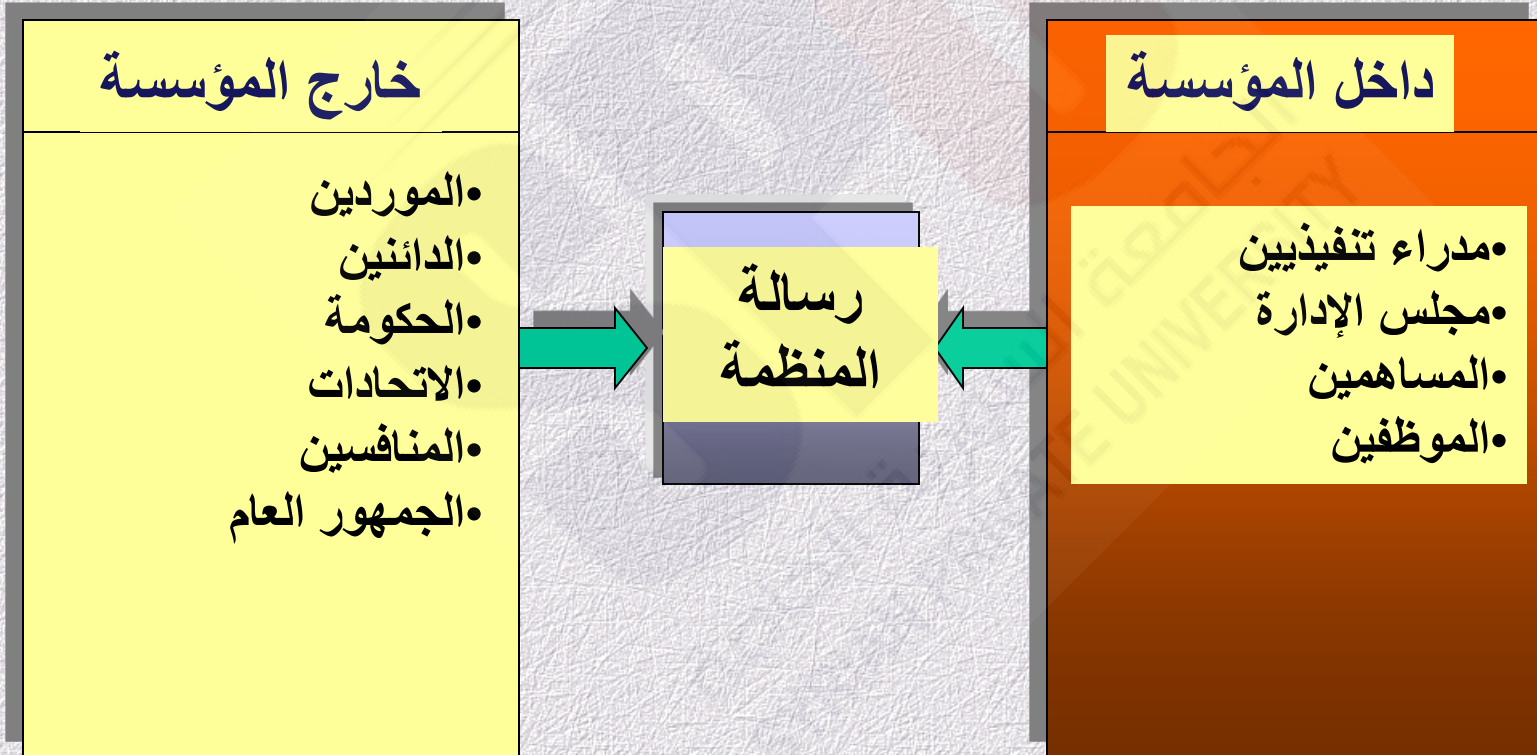 داخل المؤسسة
•مدراء تنفيذيين
•مجلس الإدارة
•المساهمين
•الموظفين
رسالة
المنظمة
خارج المؤسسة
•الموردين
•الدائنين
•الحكومة
•الاتحادات
•المنافسين
•الجمهور العام